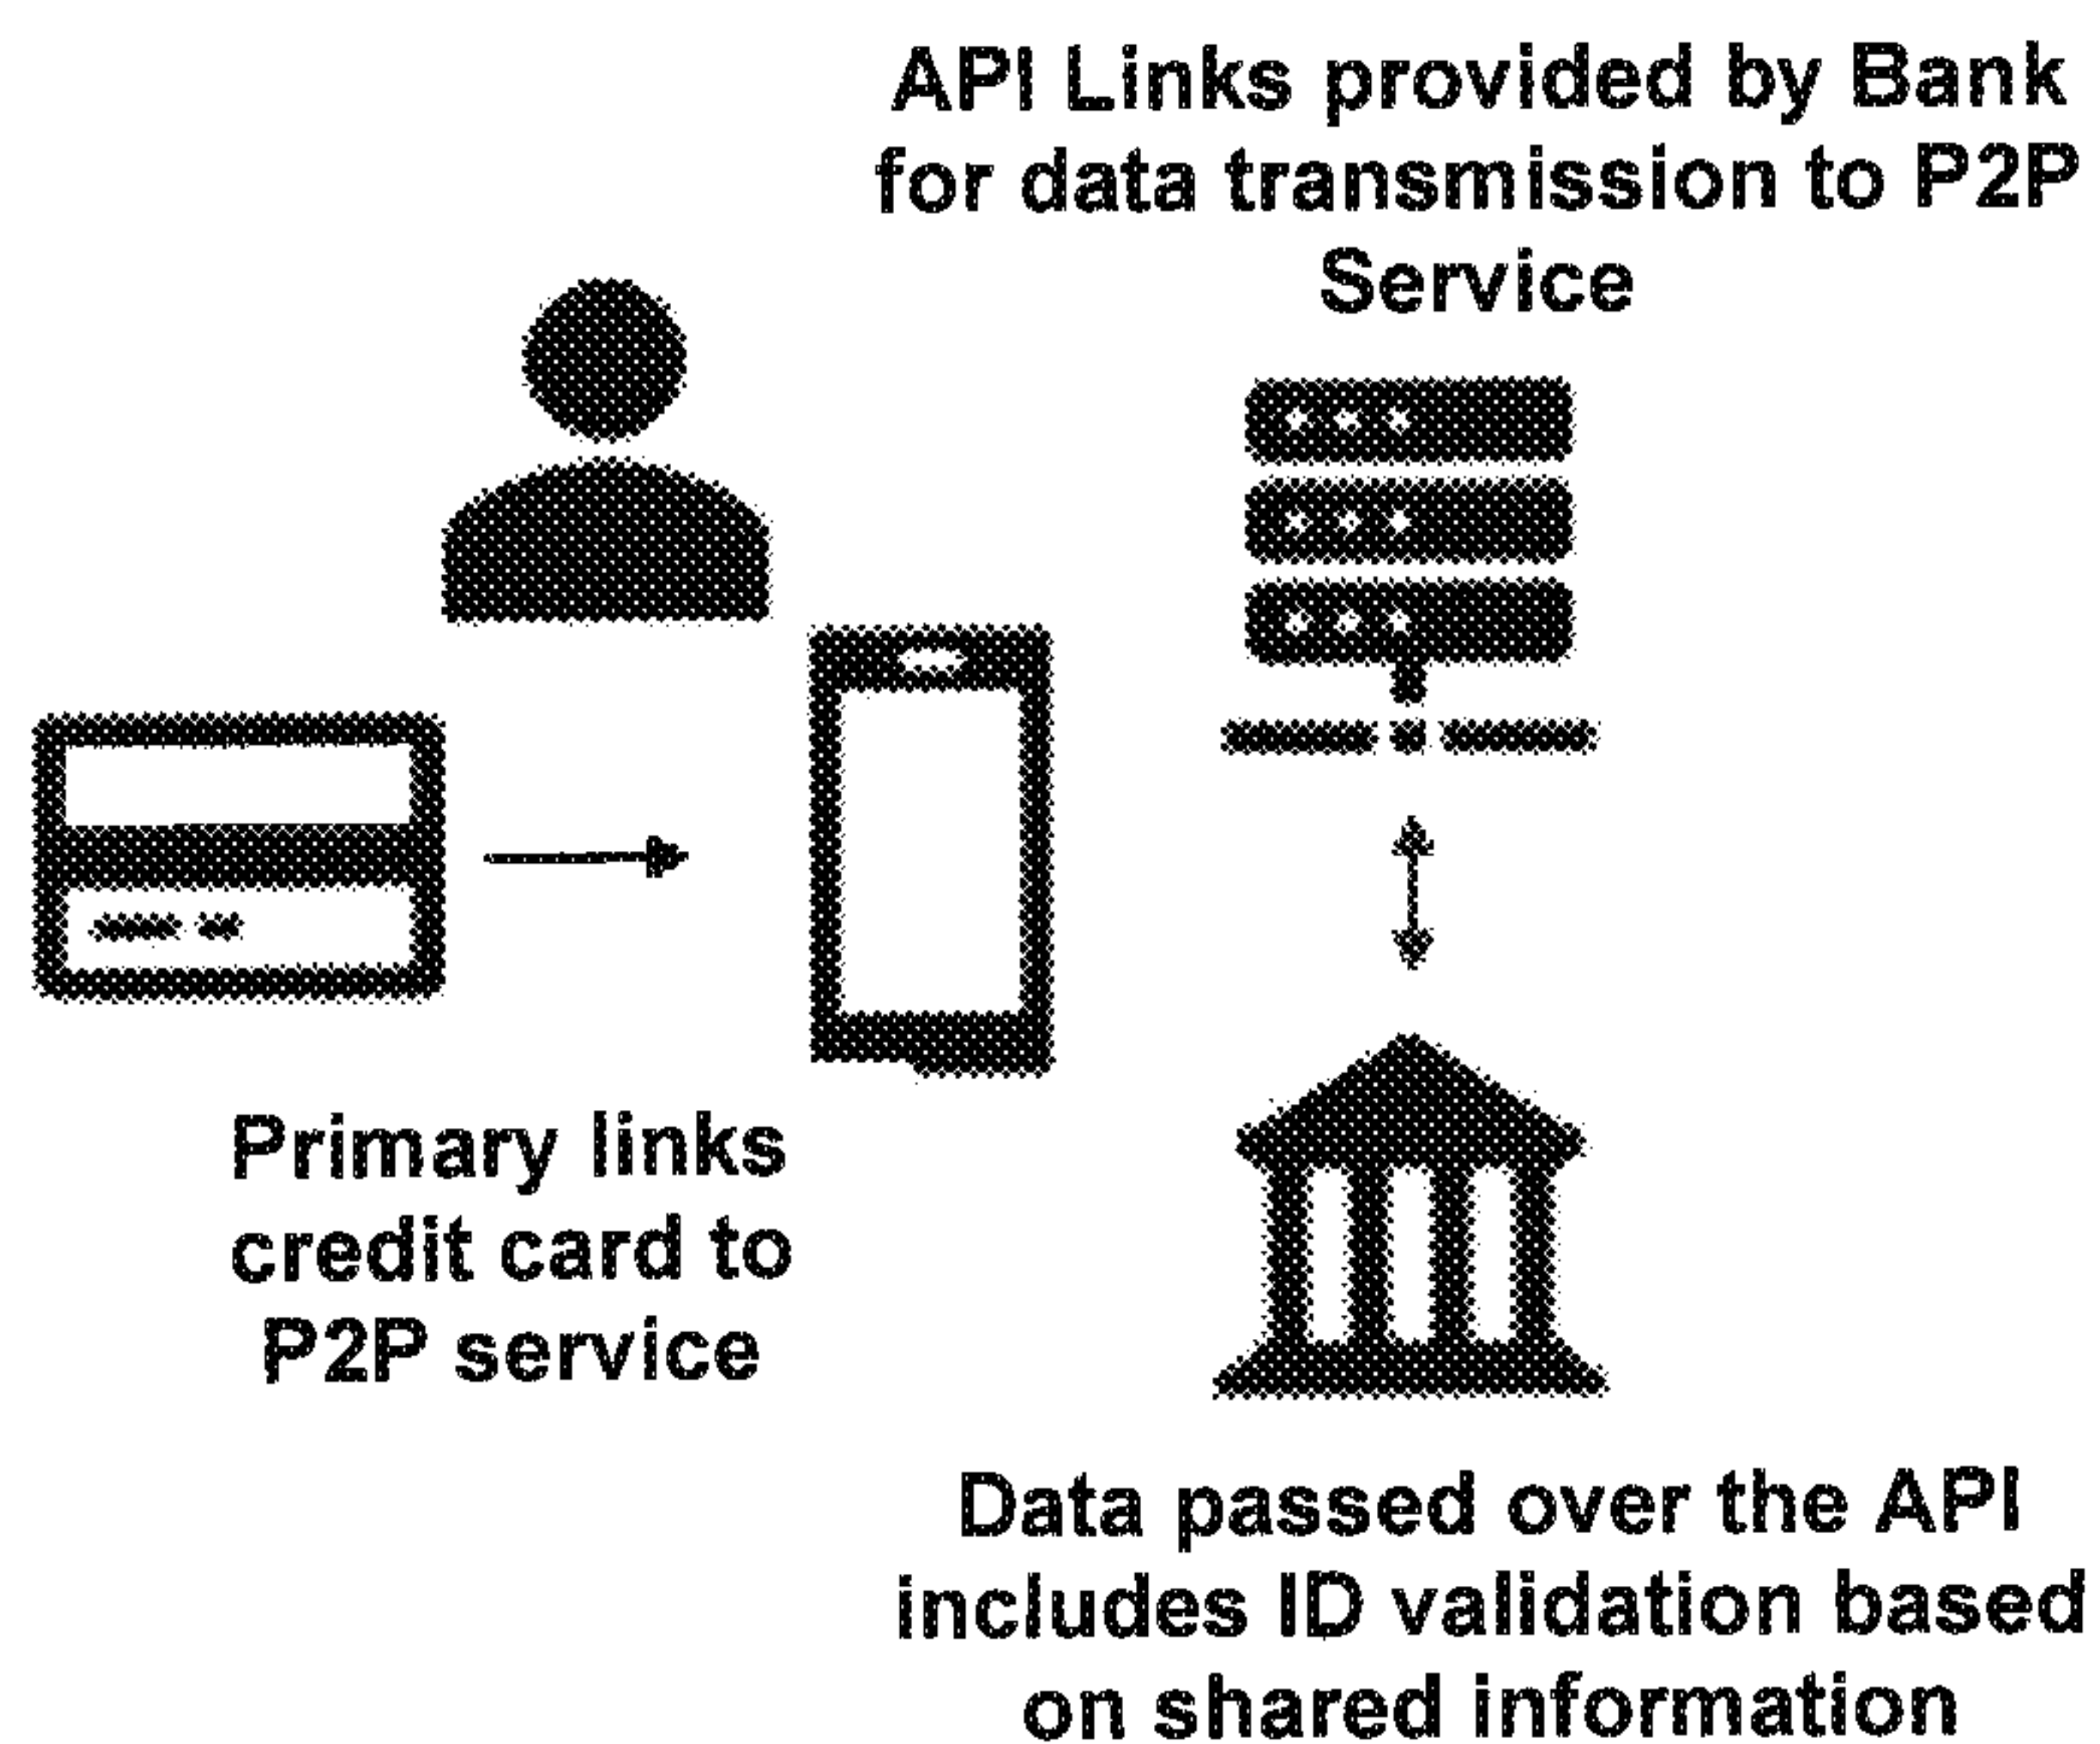 API Links provided by Bank
for data transmission to P2P
Service
Primary links
credit card to
P2P service
Data passed over the API
includes ID validation based
on shared information